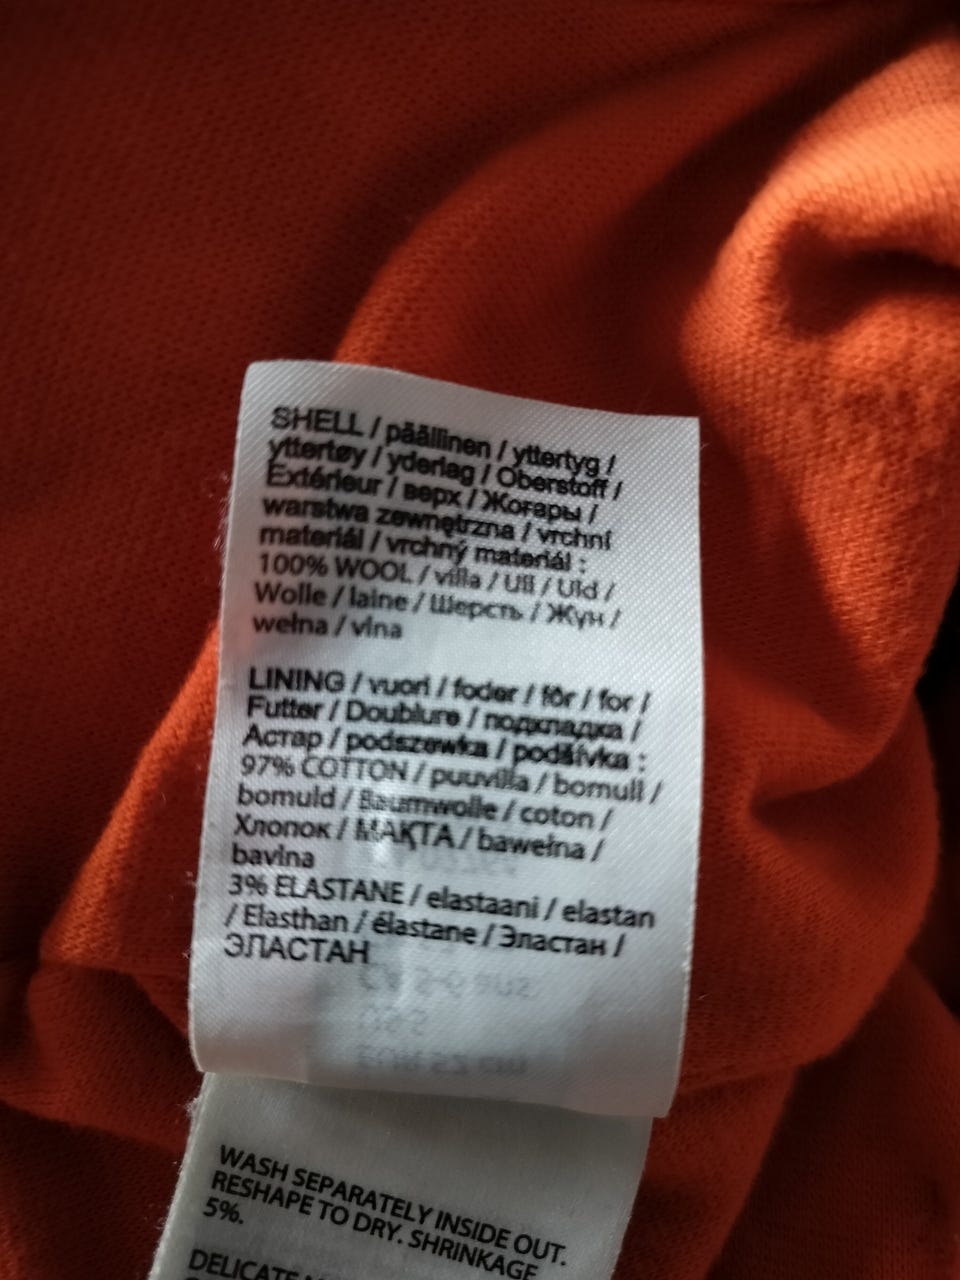 SHELL / päällinen / yttertyg /
yttertøy / yderlag / Oberstoff /
Extérieur / верх / Жоғары /
warstwa zewnętrzna / vrchní
materiál / vrchný materiál :
100% WOOL / villa / Ull / Uld /
Wolle / laine / Шерсть / Жүн /
wełna / vlna
LINING / vuori / foder / fôr / for /
Futter / Doublure / подкладка /
Астар / podszewka / podšívka :
97% COTTON / puuvilla / bomull /
bomuld / Baumwolle / coton /
Хлопок / МАҚТА / bawełna /
bavlna
3% ELASTANE / elastaani / elastan
/ Elasthan / élastane / Эластан /
ЭЛАСТАН
WASH SEPARATELY INSIDE OUT.
RESHAPE TO DRY. SHRINKAGE
5%.
DELICATE